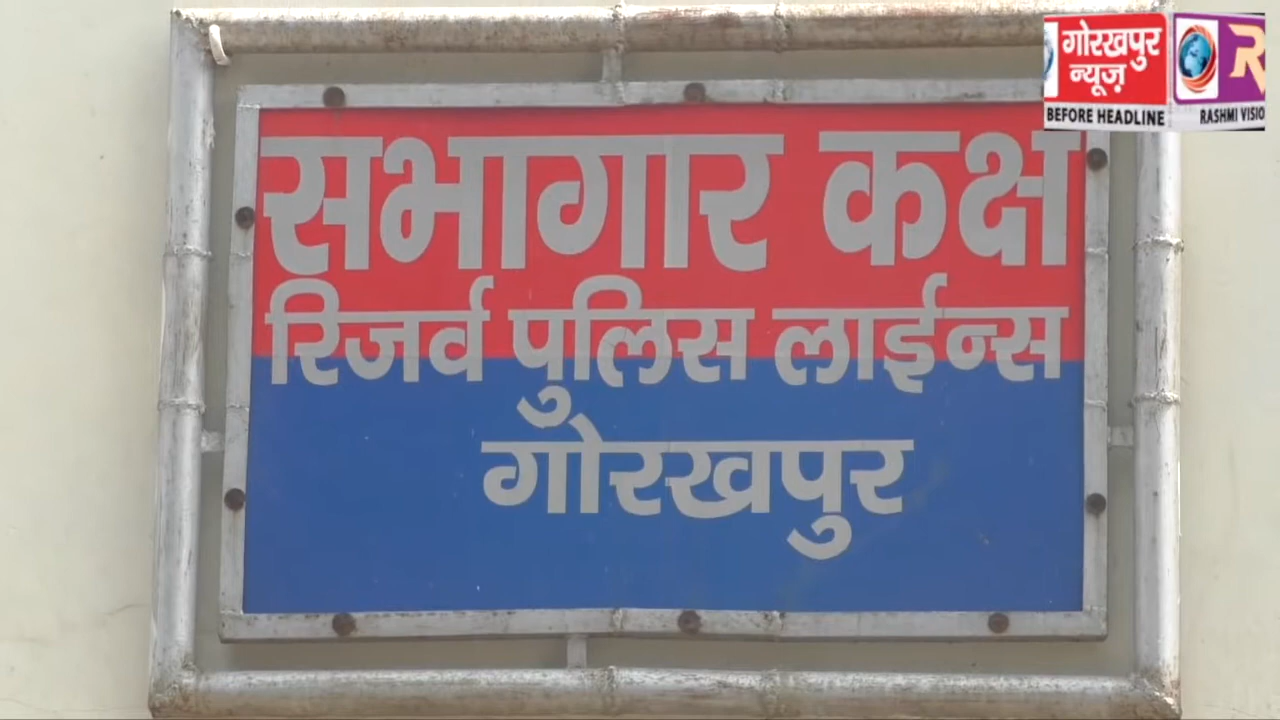 सभागार कक्ष
रिजर्व पुलिस लाईन्स
गोरखपुर
गोरखपुर
न्यूज़
BEFORE HEADLINE
R
RASHMI VISIO